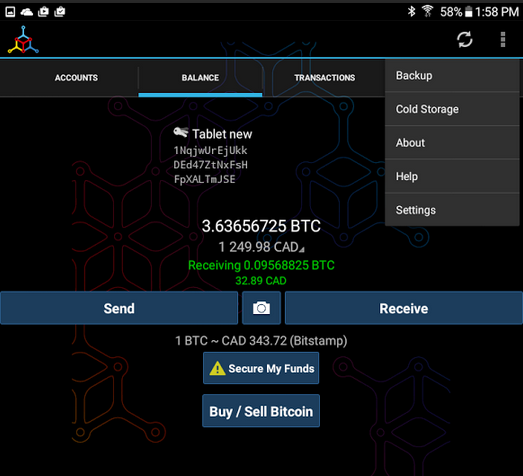 58% 1:58 PM
ACCOUNTS BALANCE TRANSACTIONS
Backup
Cold Storage
About
Help
Settings
Tablet new
1NqjwUrEjUkk
DEd47ZtNxFsH
FpXALTmJSE
3.63656725 BTC
1 249.98 CAD
Receiving 0.09568825 BTC
32.89 CAD
Send Receive
1 BTC ~ CAD 343.72 (Bitstamp)
Secure My Funds
Buy / Sell Bitcoin